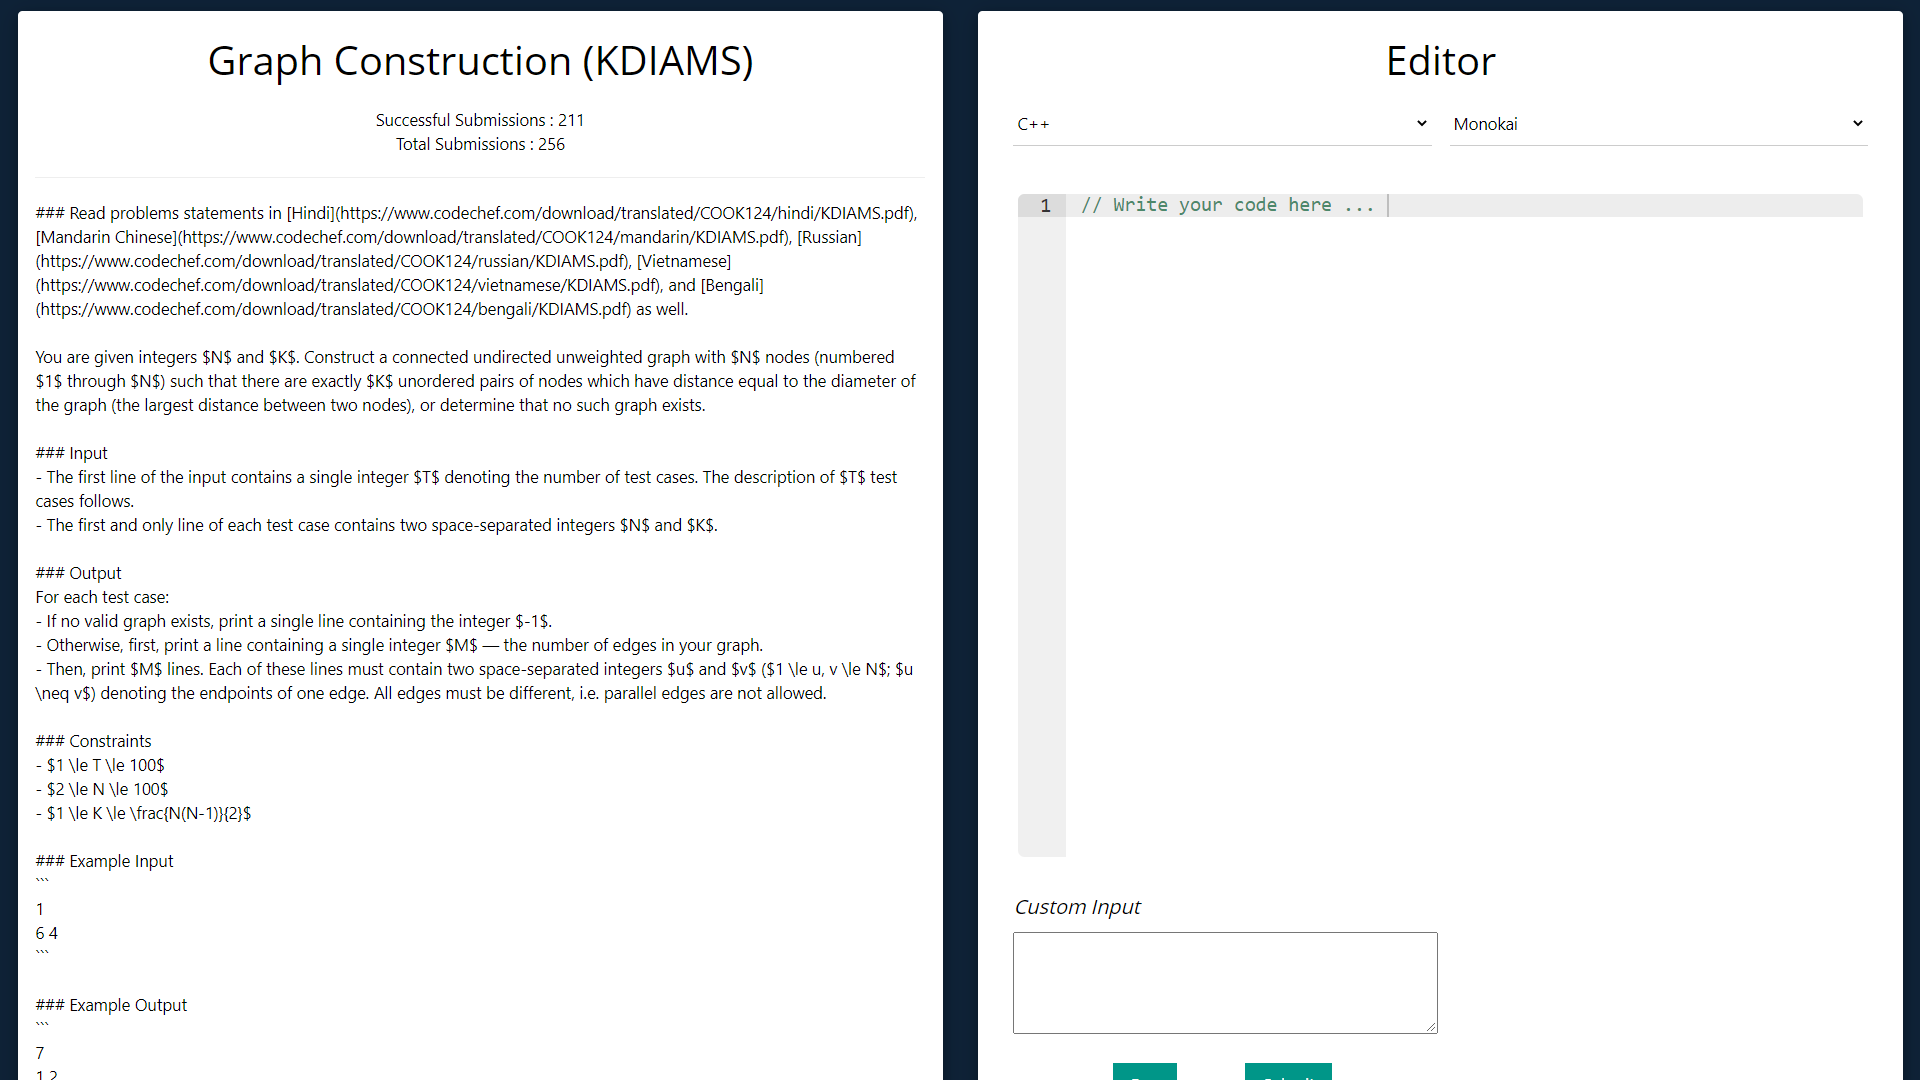 Graph Construction (KDIAMS)
Successful Submissions : 211
Total Submissions : 256
### Read problems statements in [Hindi](https://www.codechef.com/download/translated/COOK124/hindi/KDIAMS.pdf),
[Mandarin Chinese](https://www.codechef.com/download/translated/COOK124/mandarin/KDIAMS.pdf), [Russian]
(https://www.codechef.com/download/translated/COOK124/russian/KDIAMS.pdf), [Vietnamese]
(https://www.codechef.com/download/translated/COOK124/vietnamese/KDIAMS.pdf), and [Bengali]
(https://www.codechef.com/download/translated/COOK124/bengali/KDIAMS.pdf) as well.
You are given integers $N$ and $K$. Construct a connected undirected unweighted graph with $N$ nodes (numbered
$1$ through $N$) such that there are exactly $K$ unordered pairs of nodes which have distance equal to the diameter of
the graph (the largest distance between two nodes), or determine that no such graph exists.
### Input
- The first line of the input contains a single integer $T$ denoting the number of test cases. The description of $T$ test
cases follows.
- The first and only line of each test case contains two space-separated integers $N$ and $K$.
### Output
For each test case:
- If no valid graph exists, print a single line containing the integer $-1$.
- Otherwise, first, print a line containing a single integer $M$ — the number of edges in your graph.
- Then, print $M$ lines. Each of these lines must contain two space-separated integers $u$ and $v$ ($1 \le u, v \le N$; $u
\neq v$) denoting the endpoints of one edge. All edges must be different, i.e. parallel edges are not allowed.
### Constraints
- $1 \le T \le 100$
- $2 \le N \le 100$
- $1 \le K \le \frac{N(N-1)}{2}$
### Example Input
```
1
6 4
```
### Example Output
```
7
1 2
Editor
C++
Monokai
1 // Write your code here ...
Custom Input